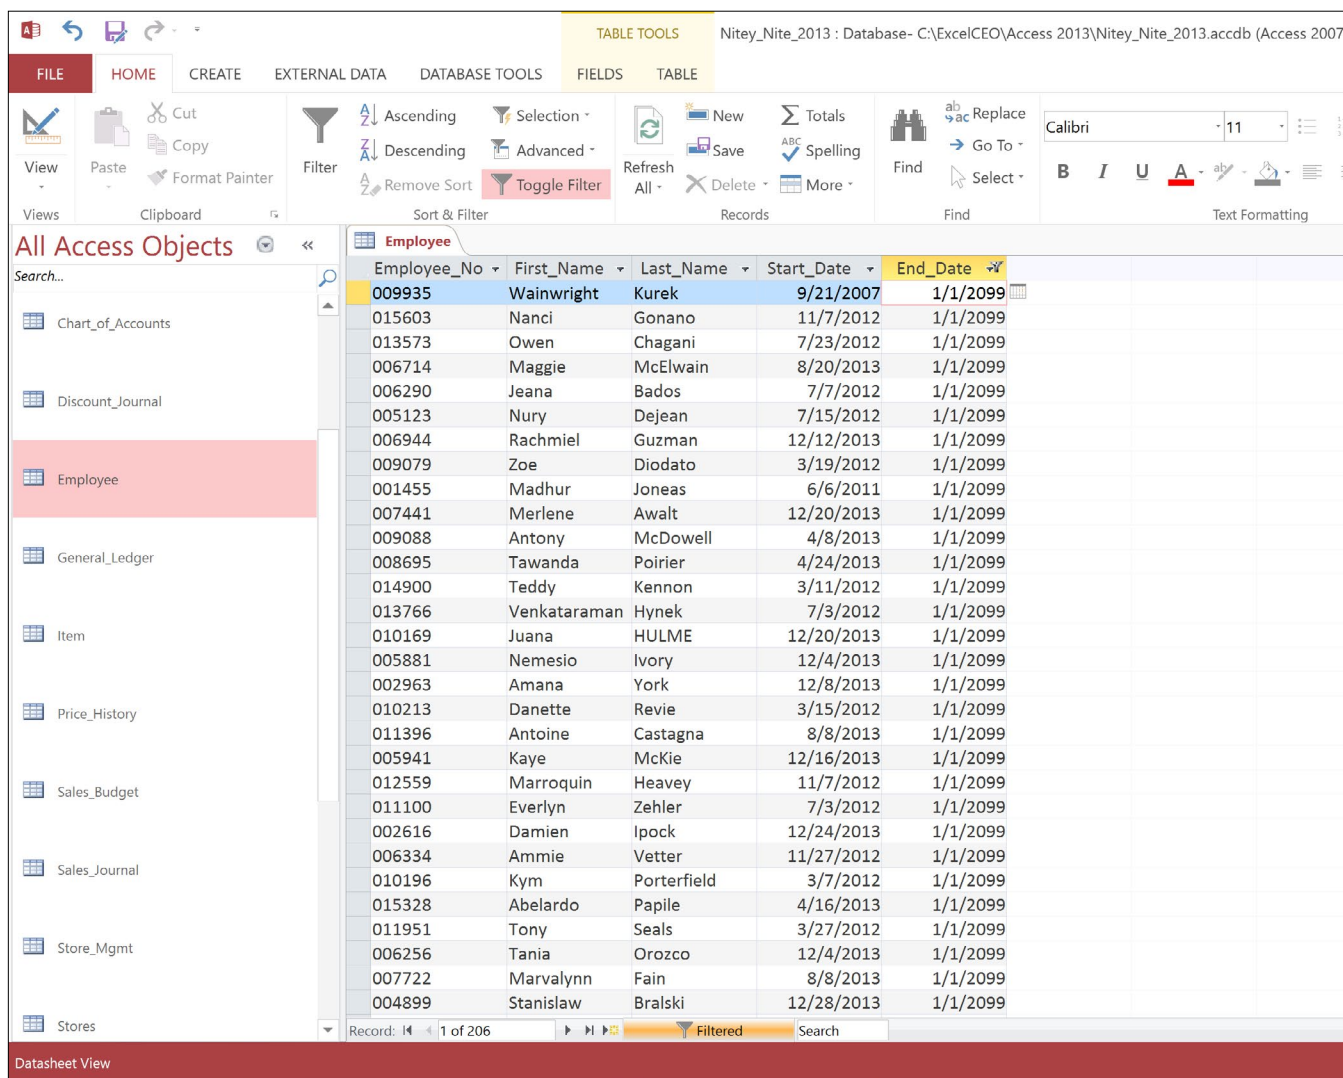 TABLE TOOLS Nitey_Nite_2013 : Database- C:\ExcelCEO\Access 2013\Nitey_Nite_2013.accdb (Access 2007
FILE HOME CREATE EXTERNAL DATA DATABASE TOOLS FIELDS TABLE
View
Views
Paste
Cut
Copy
Format Painter
Clipboard
Filter
Ascending
Descending
Remove Sort
Selection
Advanced
Toggle Filter
Sort & Filter
Refresh
All
New
Save
Delete
Totals
Spelling
More
Records
Find
Replace
Go To
Select
Find
Calibri 11
B I U A
Text Formatting
All Access Objects
Search...
Chart_of_Accounts
Discount_Journal
Employee
General_Ledger
Item
Price_History
Sales_Budget
Sales_Journal
Store_Mgmt
Stores
Employee
Employee_No First_Name Last_Name Start_Date End_Date
009935 Wainwright Kurek 9/21/2007 1/1/2099
015603 Nanci Gonano 11/7/2012 1/1/2099
013573 Owen Chagani 7/23/2012 1/1/2099
006714 Maggie McElwain 8/20/2013 1/1/2099
006290 Jeana Bados 7/7/2012 1/1/2099
005123 Nury Dejean 7/15/2012 1/1/2099
006944 Rachmiel Guzman 12/12/2013 1/1/2099
009079 Zoe Diodato 3/19/2012 1/1/2099
001455 Madhur Joneas 6/6/2011 1/1/2099
007441 Merlene Awalt 12/20/2013 1/1/2099
009088 Antony McDowell 4/8/2013 1/1/2099
008695 Tawanda Poirier 4/24/2013 1/1/2099
014900 Teddy Kennon 3/11/2012 1/1/2099
013766 Venkataraman Hynek 7/3/2012 1/1/2099
010169 Juana HULME 12/20/2013 1/1/2099
005881 Nemesio Ivory 12/4/2013 1/1/2099
002963 Amana York 12/8/2013 1/1/2099
010213 Danette Revie 3/15/2012 1/1/2099
011396 Antoine Castagna 8/8/2013 1/1/2099
005941 Kaye McKie 12/16/2013 1/1/2099
012559 Marroquin Heavey 11/7/2012 1/1/2099
011100 Everlyn Zehler 7/3/2012 1/1/2099
002616 Damien Ipock 12/24/2013 1/1/2099
006334 Ammie Vetter 11/27/2012 1/1/2099
010196 Kym Porterfield 3/7/2012 1/1/2099
015328 Abelardo Papile 4/16/2013 1/1/2099
011951 Tony Seals 3/27/2012 1/1/2099
006256 Tania Orozco 12/4/2013 1/1/2099
007722 Marvalynn Fain 8/8/2013 1/1/2099
004899 Stanislaw Bralski 12/28/2013 1/1/2099
Record: 1 of 206 Filtered Search
Datasheet View